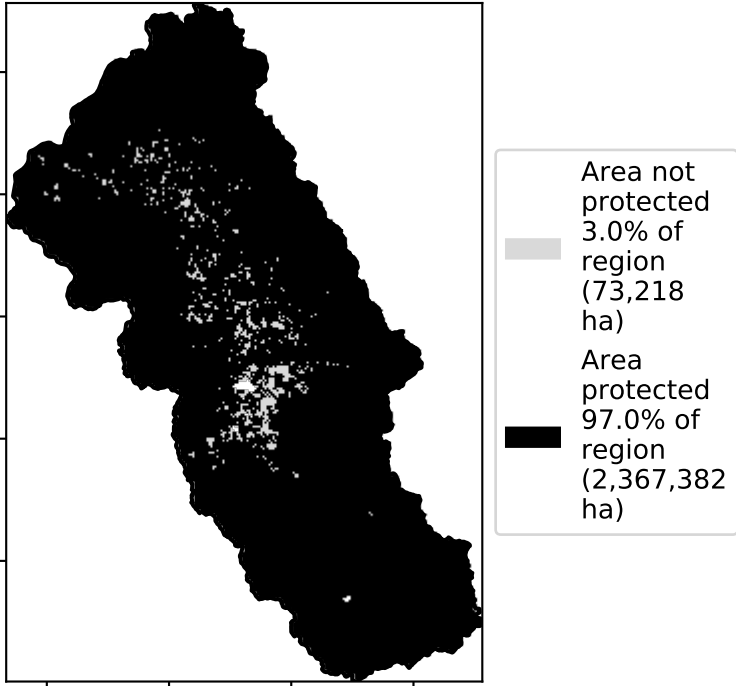 Area not
protected
3.0% of
region
(73,218
ha)
Area
protected
97.0% of
region
(2,367,382
ha)